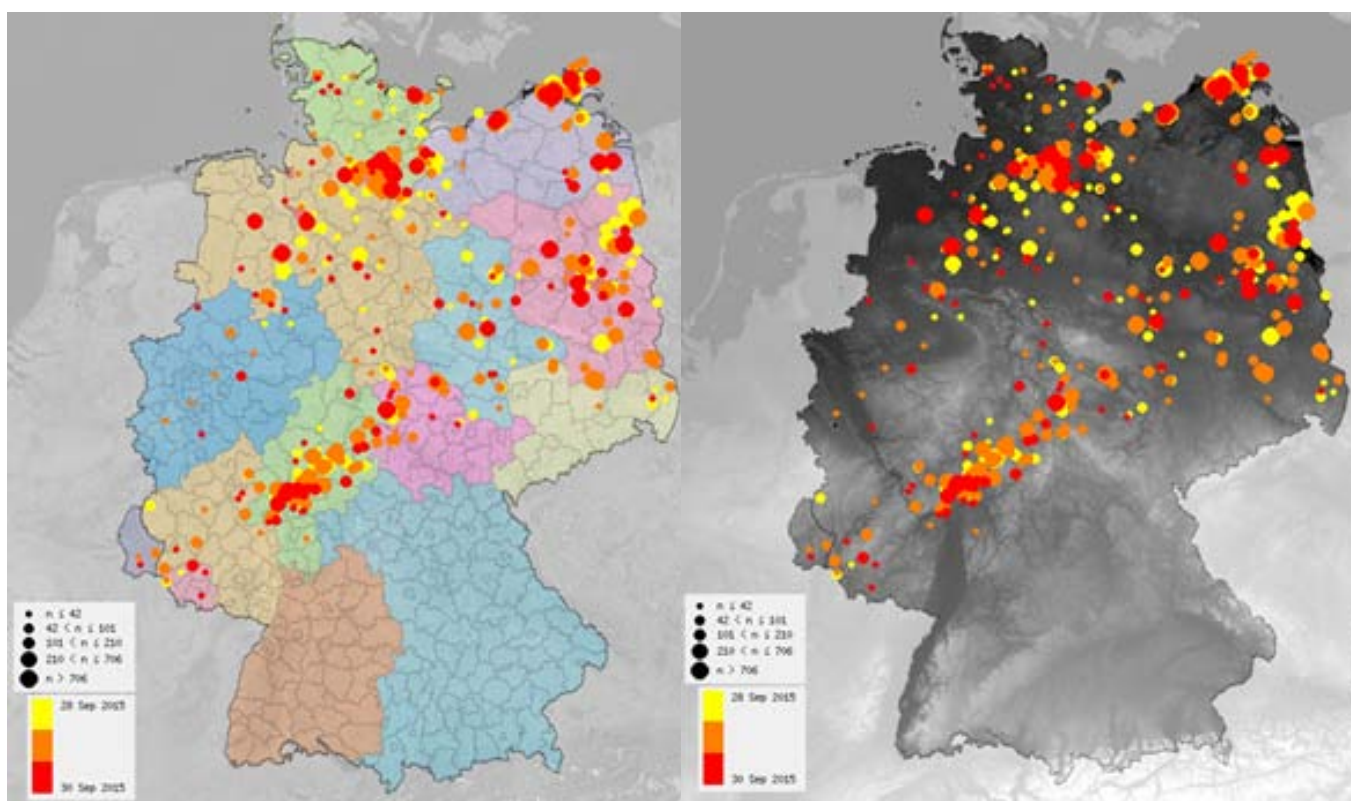 n ≤ 42
42 < n ≤ 101
101 < n ≤ 210
210 < n ≤ 706
n > 706
28 Sep 2015
30 Sep 2015
n ≤ 42
42 < n ≤ 101
101 < n ≤ 210
210 < n ≤ 706
n > 706
28 Sep 2015
30 Sep 2015